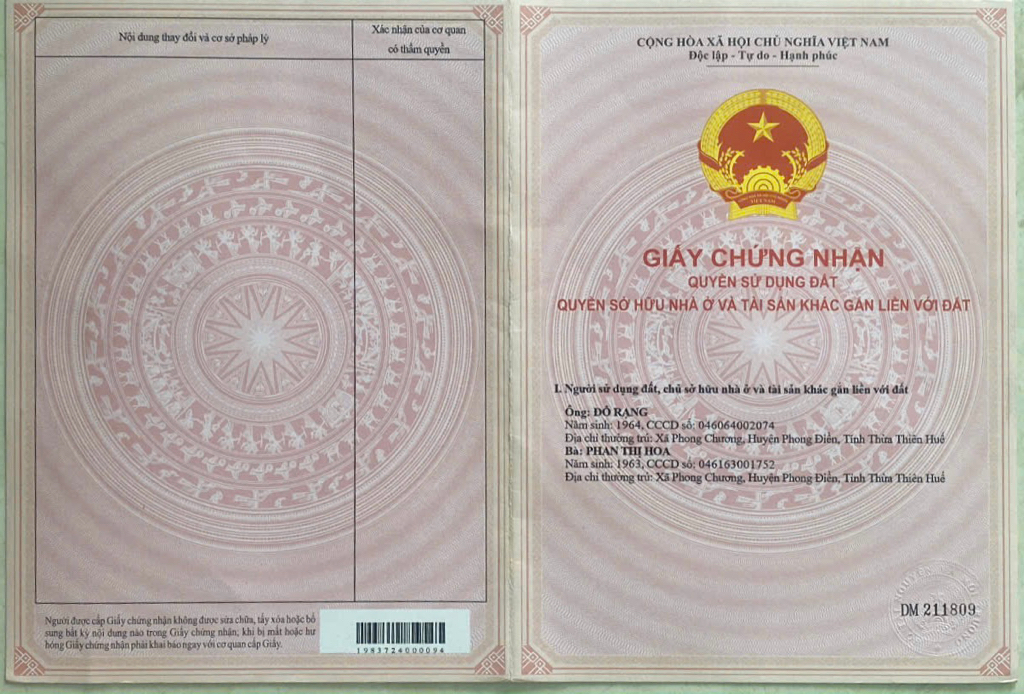 Nội dung thay đổi và cơ sở pháp lý
Xác nhận của cơ quan
có thẩm quyền
Người được cấp Giấy chứng nhận không được sửa chữa, tẩy xóa hoặc bổ
sung bất kỳ nội dung nào trong Giấy chứng nhận; khi bị mất hoặc hư
hỏng Giấy chứng nhận phải khai báo ngay với cơ quan cấp Giấy.
1983724000094
CỘNG HÒA XÃ HỘI CHỦ NGHĨA VIỆT NAM
Độc lập - Tự do - Hạnh phúc
VIỆT NAM
GIẤY CHỨNG NHẬN
QUYỀN SỬ DỤNG ĐẤT
QUYỀN SỞ HỮU NHÀ Ở VÀ TÀI SẢN KHÁC GẮN LIỀN VỚI ĐẤT
I. Người sử dụng đất, chủ sở hữu nhà ở và tài sản khác gắn liền với đất
Ông: ĐỖ RẠNG
Năm sinh: 1964, CCCD số: 046064002074
Địa chỉ thường trú: Xã Phong Chương, Huyện Phong Điền, Tỉnh Thừa Thiên Huế
Bà: PHAN THỊ HOA
Năm sinh: 1963, CCCD số: 046163001752
Địa chỉ thường trú: Xã Phong Chương, Huyện Phong Điền, Tỉnh Thừa Thiên Huế
DM 211809